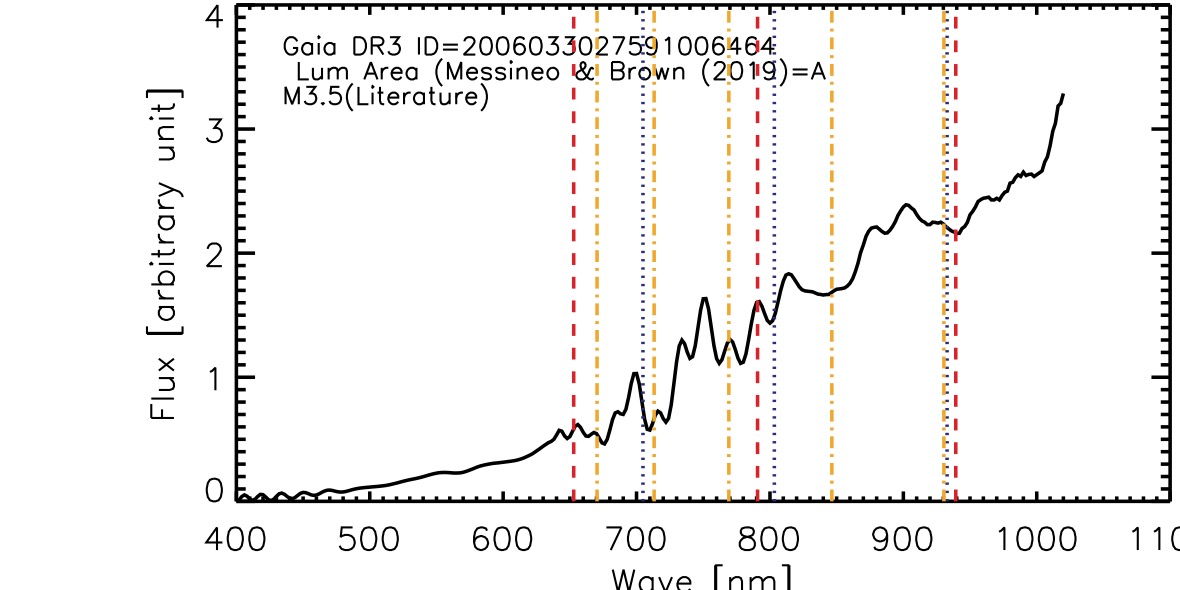 4
Gaia DR3 ID=2006033027591006464
Lum Area (Messineo & Brown (2019)=A
M3.5(Literature)
3
2
1
0
Flux [arbitrary unit]
400 500 600 700 800 900 1000 110
Wave [nm]